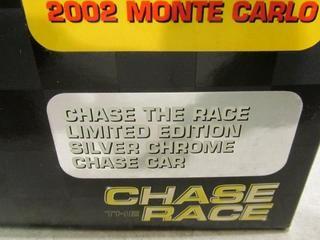 2002 MONTE CARLO
CHASE THE RACE
LIMITED EDITION
SILVER CHROME
CHASE CAR
CHASE
THE RACE